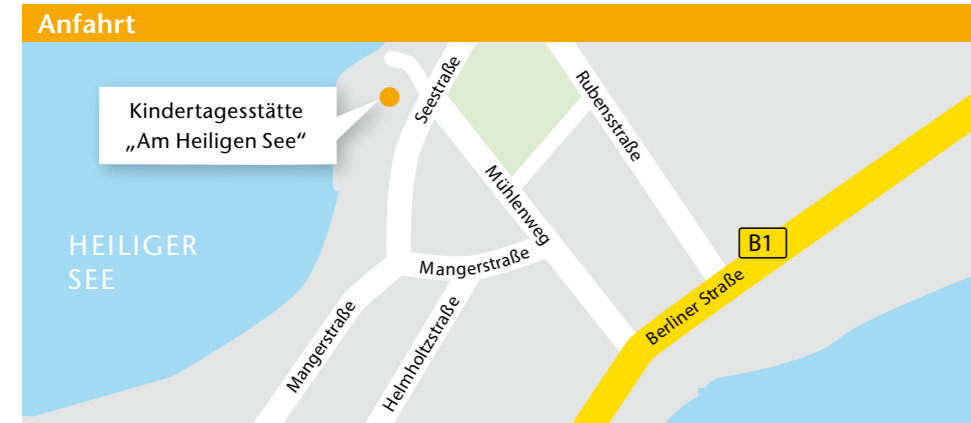 Anfahrt
Kindertagesstätte
„Am Heiligen See“
Seestraße
Rubensstraße
Mühlenweg
HEILIGER
SEE
B1
Mangerstraße
Berliner Straße
Mangerstraße
Helmholtzstraße